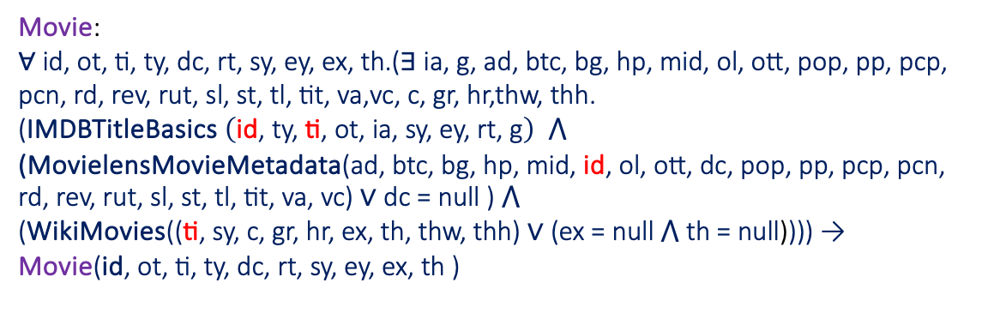 Movie:
∀ id, ot, ti, ty, dc, rt, sy, ey, ex, th.(∃ ia, g, ad, btc, bg, hp, mid, ol, ott, pop, pp, pcp,
pcn, rd, rev, rut, sl, st, tl, tit, va,vc, c, gr, hr,thw, thh.
(IMDBTitleBasics (id, ty, ti, ot, ia, sy, ey, rt, g) ∧
(MovielensMovieMetadata(ad, btc, bg, hp, mid, id, ol, ott, dc, pop, pp, pcp, pcn,
rd, rev, rut, sl, st, tl, tit, va, vc) ∨ dc = null ) ∧
(WikiMovies((ti, sy, c, gr, hr, ex, th, thw, thh) ∨ (ex = null ∧ th = null)))) →
Movie(id, ot, ti, ty, dc, rt, sy, ey, ex, th )